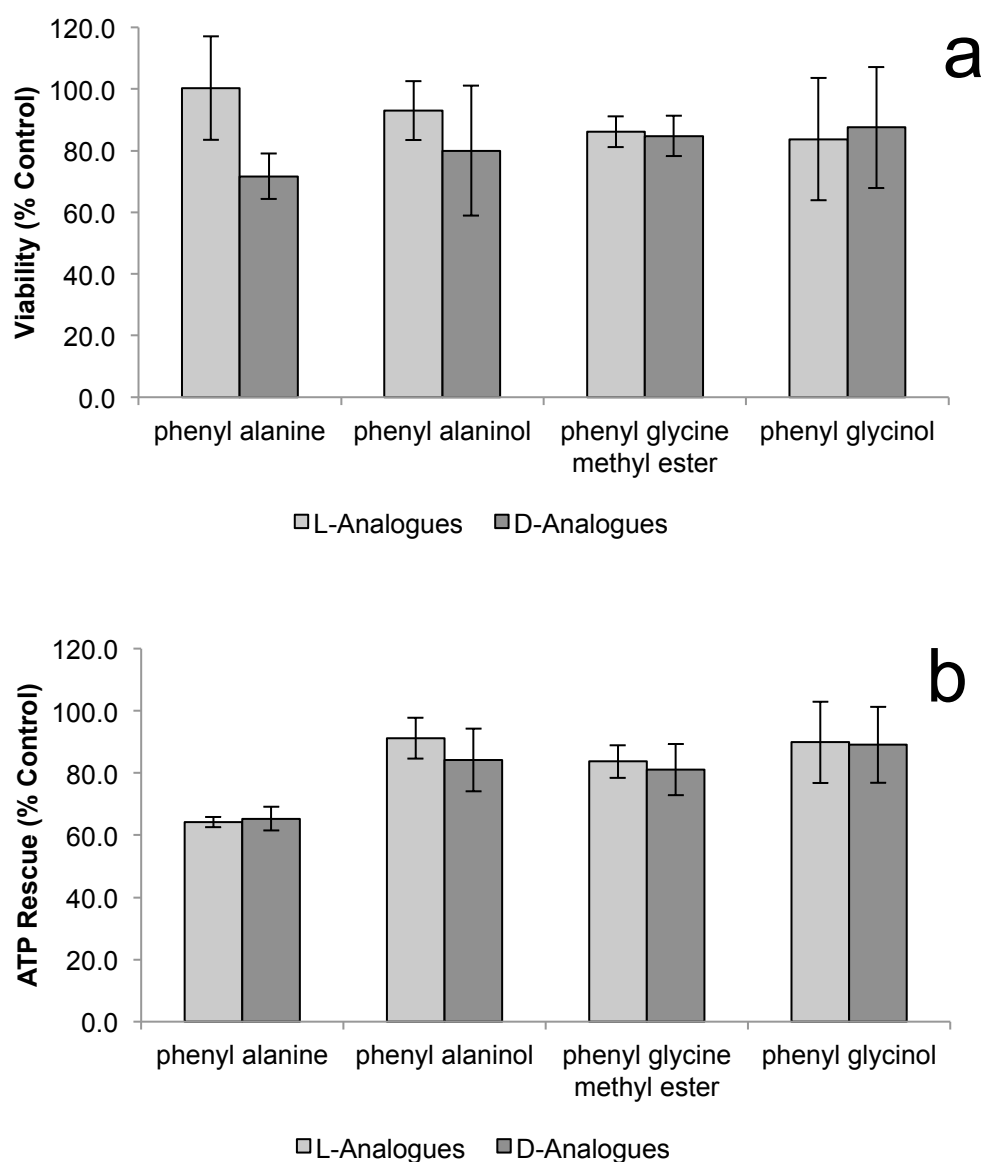 a
Viability (% Control)
120.0
100.0
80.0
60.0
40.0
20.0
0.0
phenyl alanine
phenyl alaninol
phenyl glycine
methyl ester
phenyl glycinol
L-Analogues
D-Analogues
b
ATP Rescue (% Control)
120.0
100.0
80.0
60.0
40.0
20.0
0.0
phenyl alanine
phenyl alaninol
phenyl glycine
methyl ester
phenyl glycinol
L-Analogues
D-Analogues